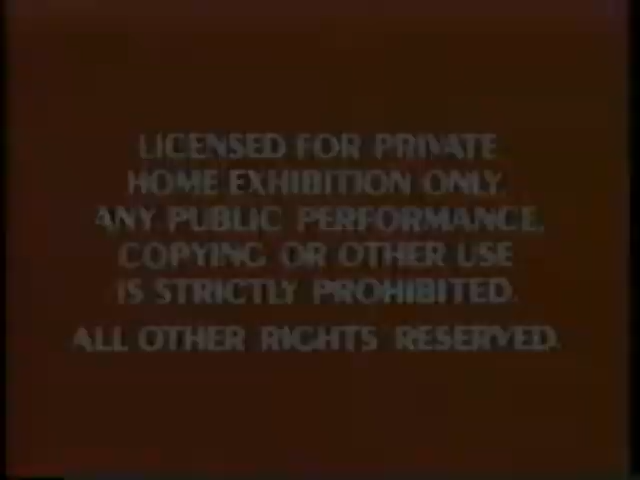 LICENSED FOR PRIVATE
HOME EXHIBITION ONLY.
ANY PUBLIC PERFORMANCE,
COPYING OR OTHER USE
IS STRICTLY PROHIBITED.
ALL OTHER RIGHTS RESERVED.